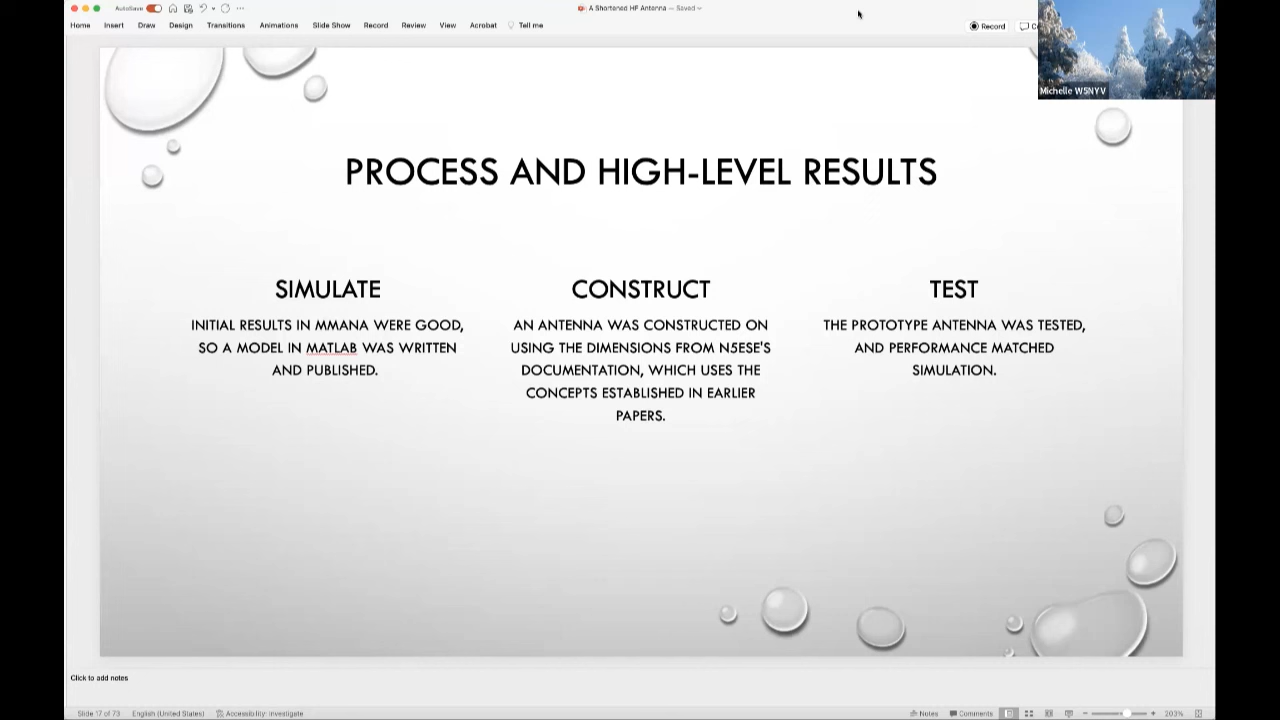 AutoSave
A Shortened HF Antenna — Saved
Home Insert Draw Design Transitions Animations Slide Show Record Review View Acrobat Tell me
Record
Michelle W5NYV
PROCESS AND HIGH-LEVEL RESULTS
SIMULATE
INITIAL RESULTS IN MMANA WERE GOOD,
SO A MODEL IN MATLAB WAS WRITTEN
AND PUBLISHED.
CONSTRUCT
AN ANTENNA WAS CONSTRUCTED ON
USING THE DIMENSIONS FROM N5ESE'S
DOCUMENTATION, WHICH USES THE
CONCEPTS ESTABLISHED IN EARLIER
PAPERS.
TEST
THE PROTOTYPE ANTENNA WAS TESTED,
AND PERFORMANCE MATCHED
SIMULATION.
Click to add notes
Slide 17 of 73 English (United States) Accessibility: Investigate Notes Comments 203%